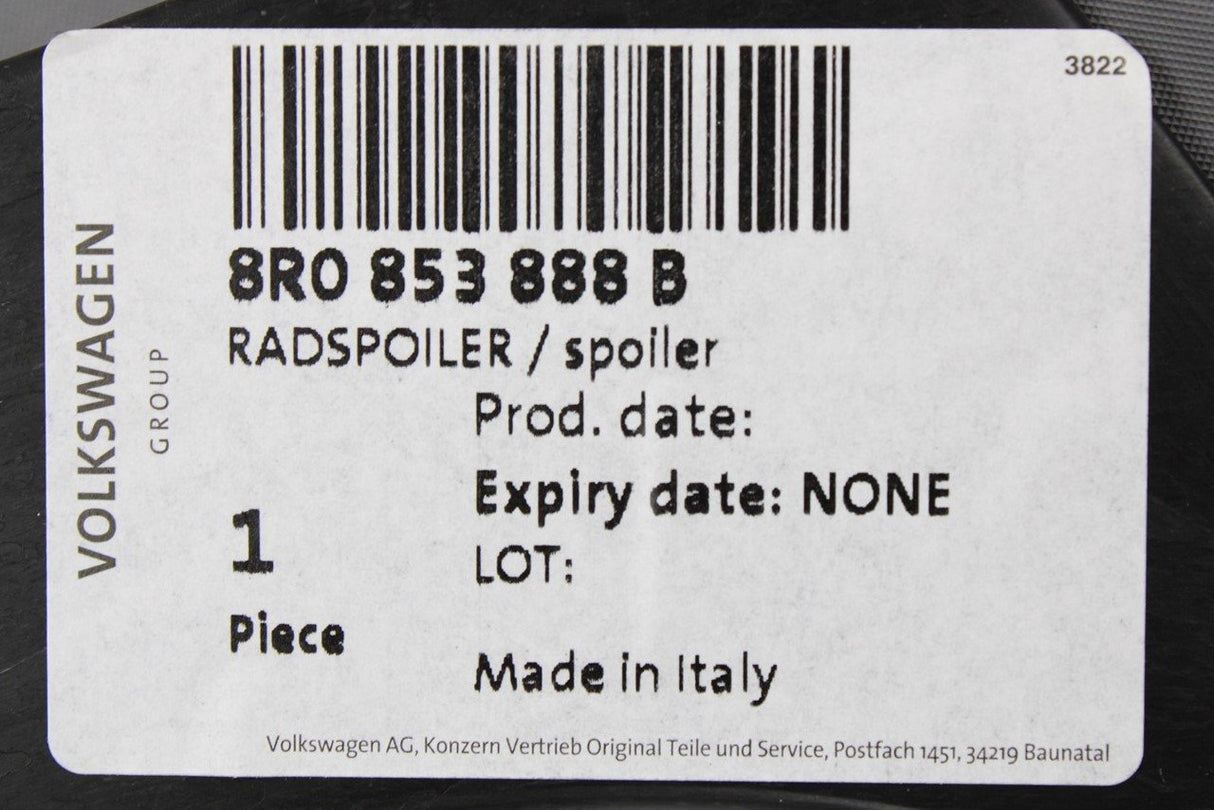 3822
VOLKSWAGEN
GROUP
8R0 853 888 B
RADSPOILER / spoiler
Prod. date:
Expiry date: NONE
1
LOT:
Piece
Made in Italy
Volkswagen AG, Konzern Vertrieb Original Teile und Service, Postfach 1451, 34219 Baunatal